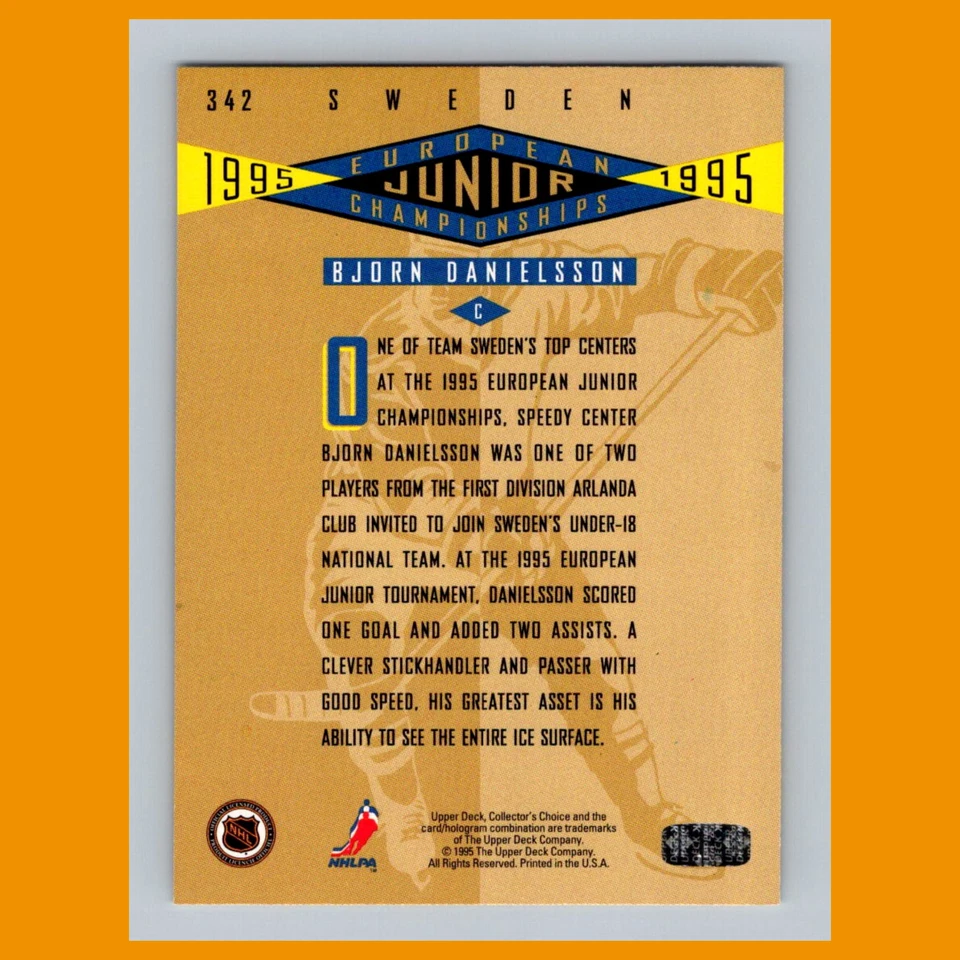 342 SWEDEN
EUROPEAN
1995 JUNIOR 1995
CHAMPIONSHIPS
BJORN DANIELSSON
C
ONE OF TEAM SWEDEN'S TOP CENTERS
AT THE 1995 EUROPEAN JUNIOR
CHAMPIONSHIPS, SPEEDY CENTER
BJORN DANIELSSON WAS ONE OF TWO
PLAYERS FROM THE FIRST DIVISION ARLANDA
CLUB INVITED TO JOIN SWEDEN'S UNDER-18
NATIONAL TEAM. AT THE 1995 EUROPEAN
JUNIOR TOURNAMENT, DANIELSSON SCORED
ONE GOAL AND ADDED TWO ASSISTS. A
CLEVER STICKHANDLER AND PASSER WITH
GOOD SPEED, HIS GREATEST ASSET IS HIS
ABILITY TO SEE THE ENTIRE ICE SURFACE.
NHL
NHLPA
TM
Upper Deck, Collector's Choice and the
card/hologram combination are trademarks
of The Upper Deck Company.
© 1995 The Upper Deck Company.
All Rights Reserved. Printed in the U.S.A.